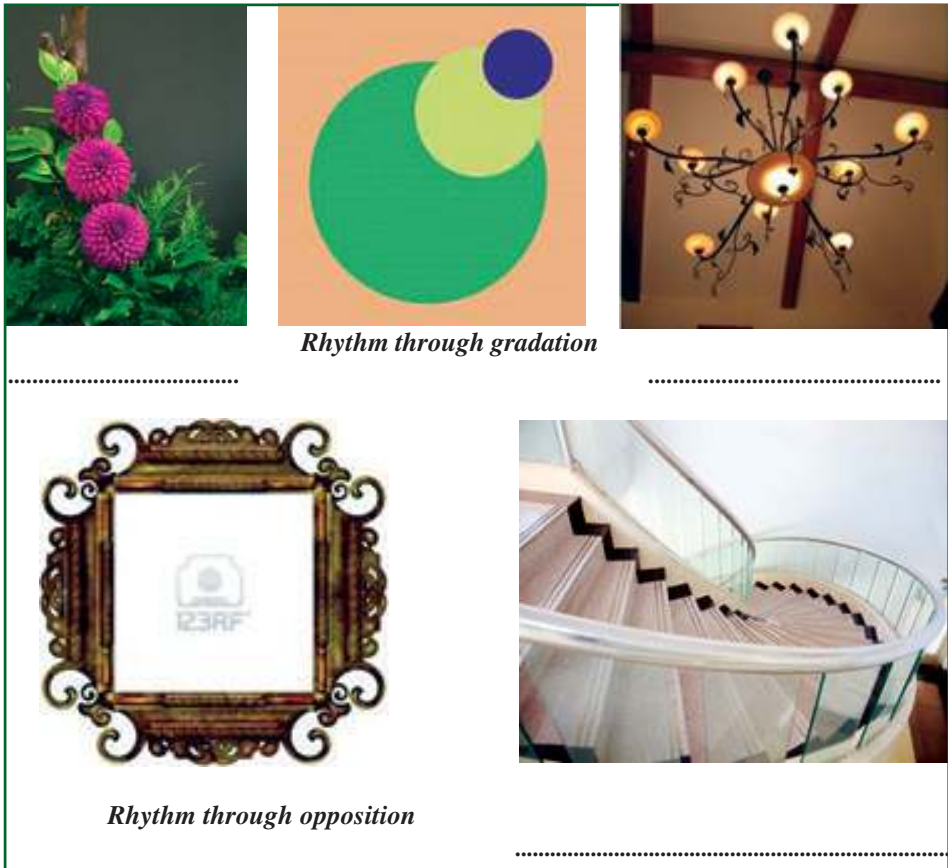 Rhythm through gradation
........................................
..................................................
123RF
Rhythm through opposition
..........................................................................